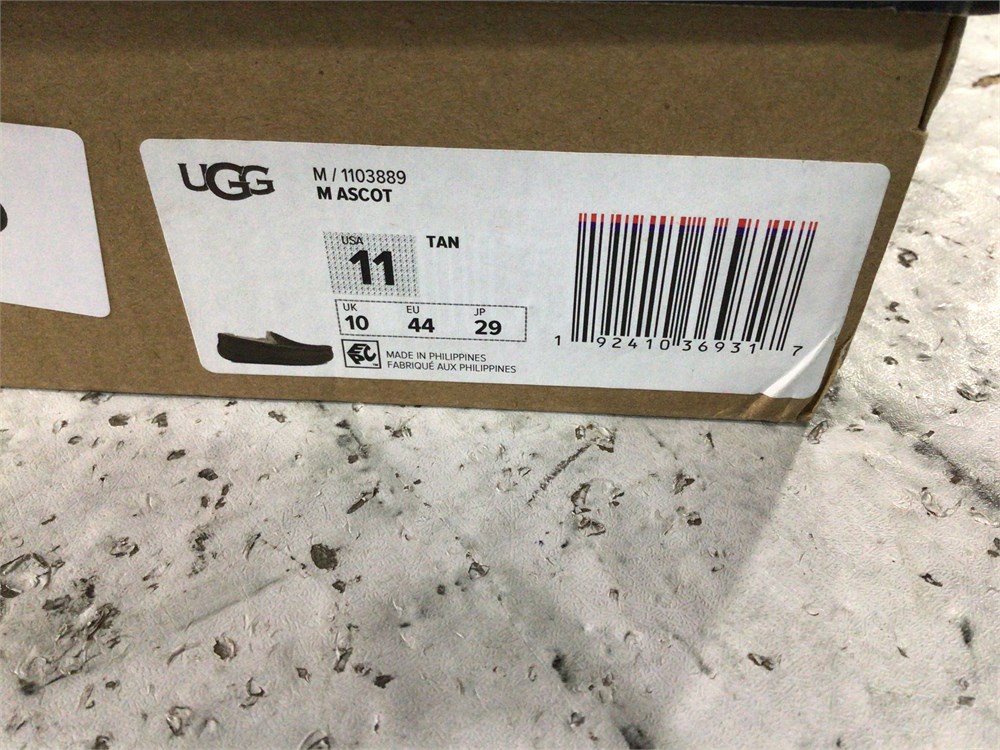 UGG
M / 1103889
M ASCOT
USA
11
TAN
UK EU JP
10 44 29
MADE IN PHILIPPINES
FABRIQUÉ AUX PHILIPPINES
1 92410 36931 7